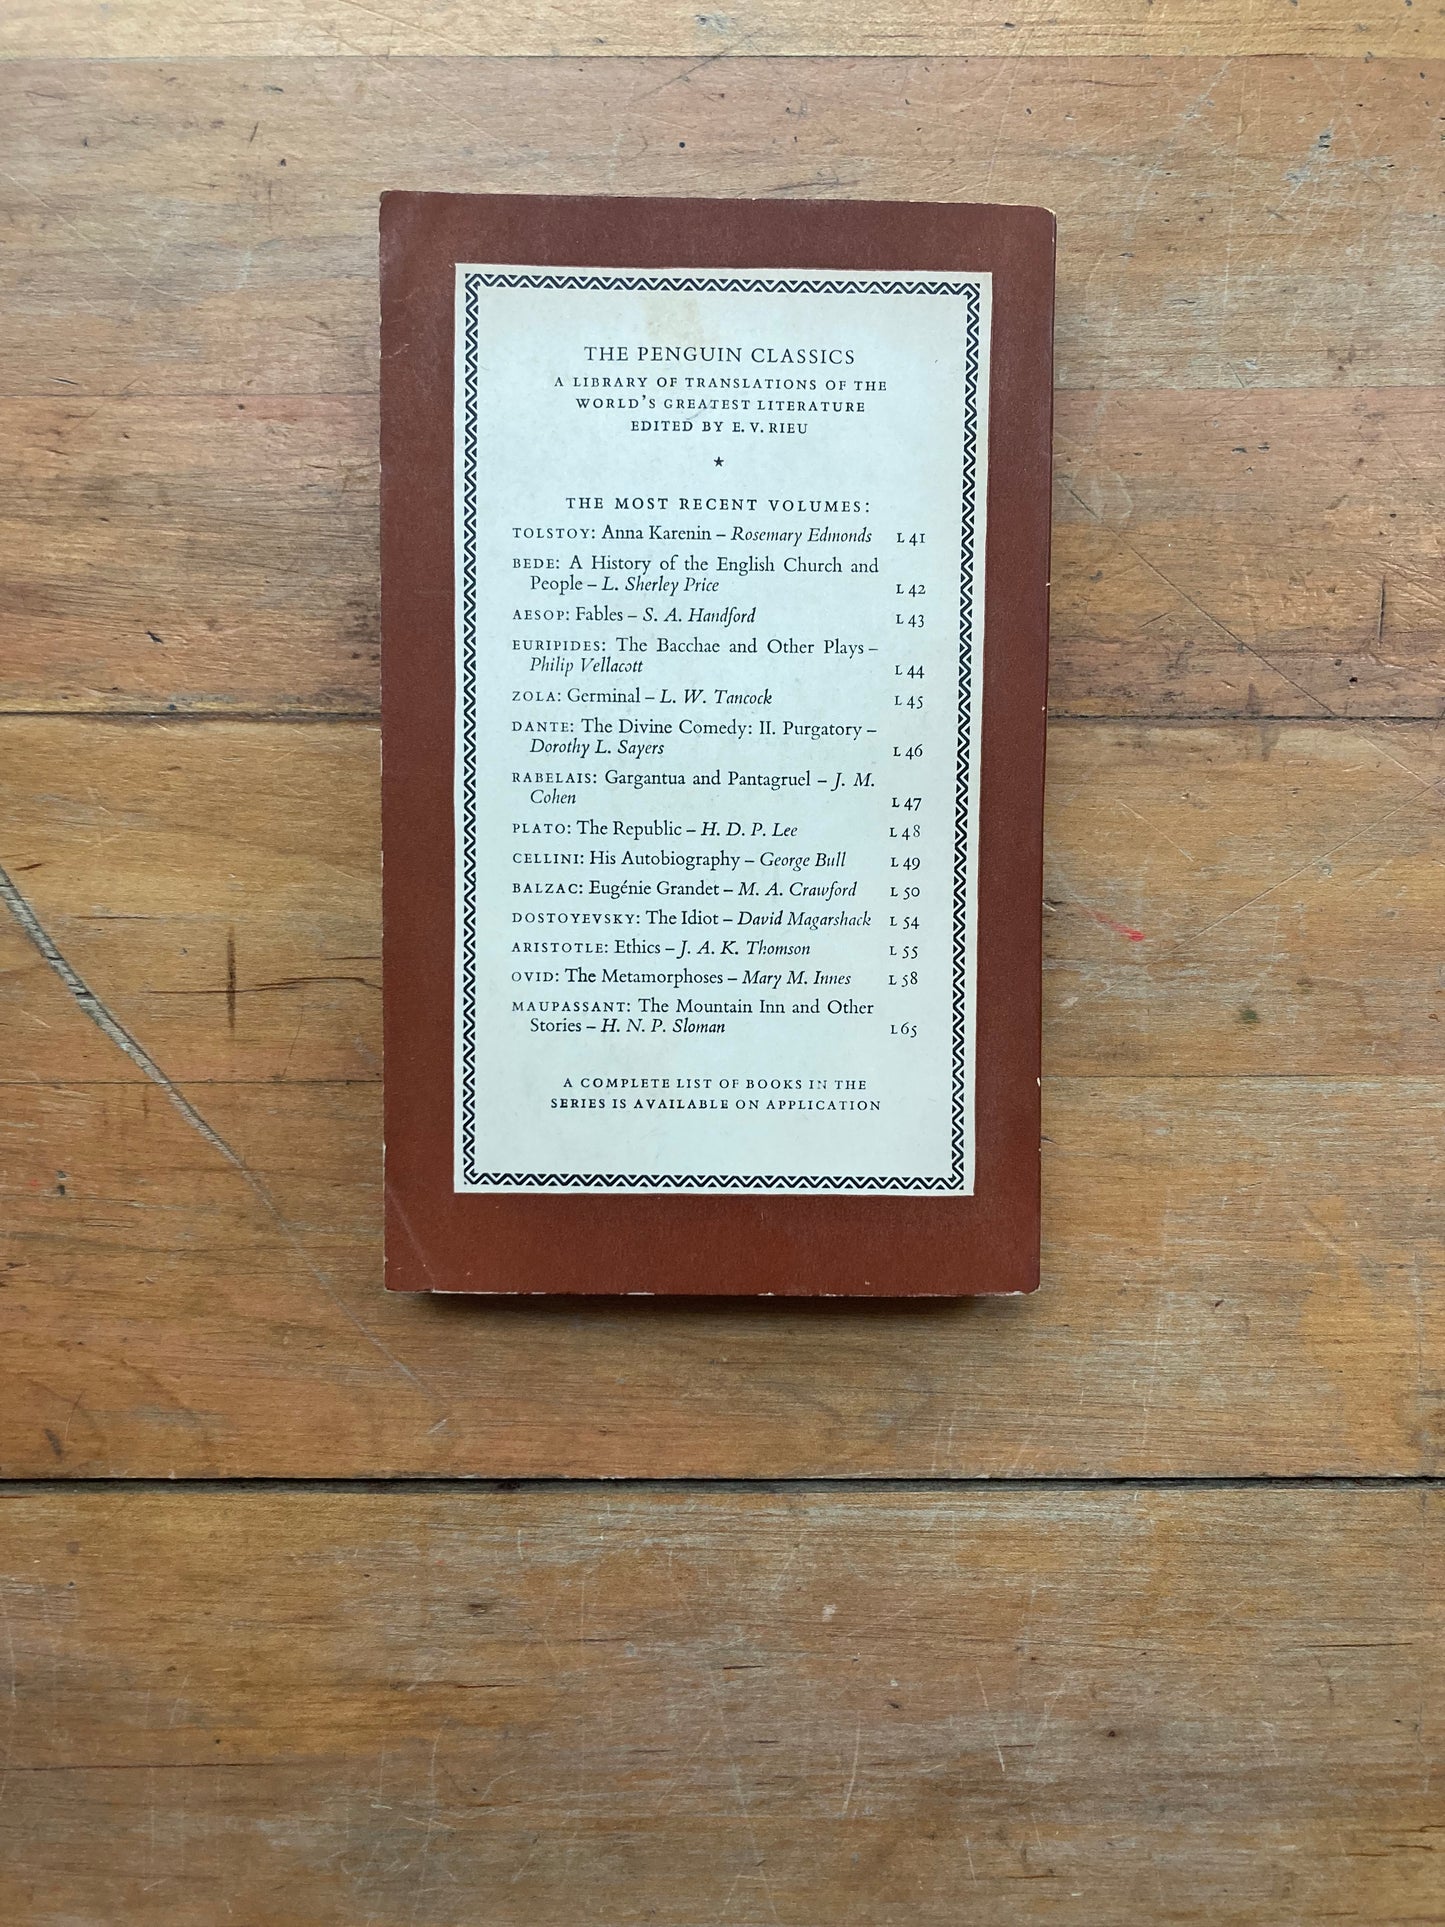 THE PENGUIN CLASSICS
A LIBRARY OF TRANSLATIONS OF THE
WORLD'S GREATEST LITERATURE
EDITED BY E. V. RIEU
★
THE MOST RECENT VOLUMES:
TOLSTOY: Anna Karenin – Rosemary Edmonds L 41
BEDE: A History of the English Church and
People – L. Sherley Price L 42
AESOP: Fables – S. A. Handford L 43
EURIPIDES: The Bacchae and Other Plays –
Philip Vellacott L 44
ZOLA: Germinal – L. W. Tancock L 45
DANTE: The Divine Comedy: II. Purgatory –
Dorothy L. Sayers L 46
RABELAIS: Gargantua and Pantagruel – J. M.
Cohen L 47
PLATO: The Republic – H. D. P. Lee L 48
CELLINI: His Autobiography – George Bull L 49
BALZAC: Eugénie Grandet – M. A. Crawford L 50
DOSTOYEVSKY: The Idiot – David Magarshack L 54
ARISTOTLE: Ethics – J. A. K. Thomson L 55
OVID: The Metamorphoses – Mary M. Innes L 58
MAUPASSANT: The Mountain Inn and Other
Stories – H. N. P. Sloman L 65
A COMPLETE LIST OF BOOKS IN THE
SERIES IS AVAILABLE ON APPLICATION